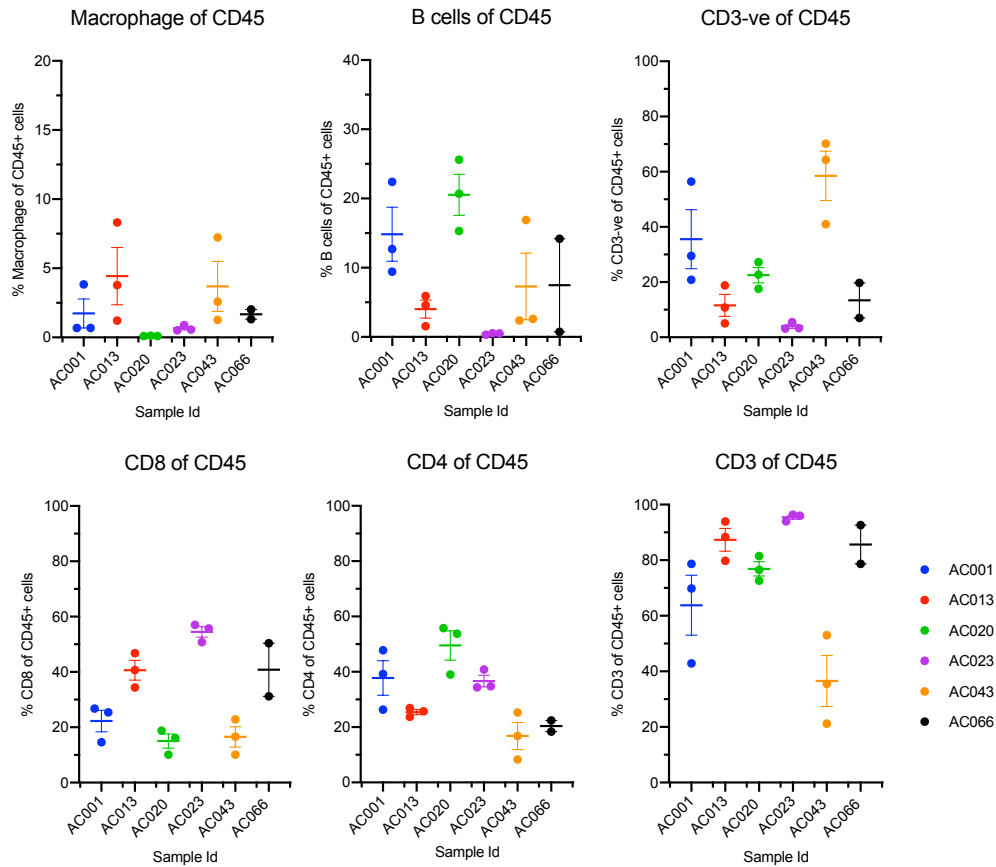 Macrophage of CD45
B cells of CD45
CD3-ve of CD45
% Macrophage of CD45+ cells
20
15
10
5
0
AC001
AC013
AC020
AC023
AC043
AC066
Sample Id
% B cells of CD45+ cells
40
30
20
10
0
AC001
AC013
AC020
AC023
AC043
AC066
Sample Id
% CD3-ve of CD45+ cells
100
80
60
40
20
0
AC001
AC013
AC020
AC023
AC043
AC066
Sample Id
CD8 of CD45
CD4 of CD45
CD3 of CD45
% CD8 of CD45+ cells
100
80
60
40
20
0
AC001
AC013
AC020
AC023
AC043
AC066
Sample Id
% CD4 of CD45+ cells
100
80
60
40
20
0
AC001
AC013
AC020
AC023
AC043
AC066
Sample Id
% CD3 of CD45+ cells
100
80
60
40
20
0
AC001
AC013
AC020
AC023
AC043
AC066
Sample Id
AC001
AC013
AC020
AC023
AC043
AC066